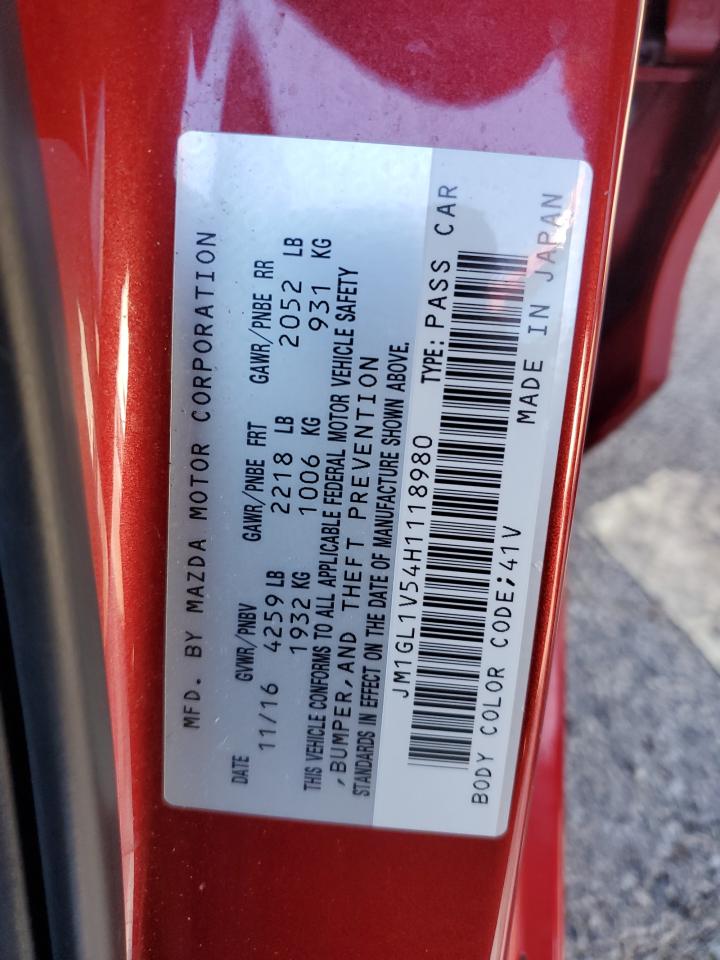 MFD. BY MAZDA MOTOR CORPORATION
DATE GVWR/PNBV GAWR/PNBE FRT GAWR/PNBE RR
11/16 4259 LB 2218 LB 2052 LB
1932 KG 1006 KG 931 KG
THIS VEHICLE CONFORMS TO ALL APPLICABLE FEDERAL MOTOR VEHICLE SAFETY
,BUMPER,AND THEFT PREVENTION
STANDARDS IN EFFECT ON THE DATE OF MANUFACTURE SHOWN ABOVE.
JM1GL1V54H1118980 TYPE: PASS CAR
BODY COLOR CODE;41V MADE IN JAPAN